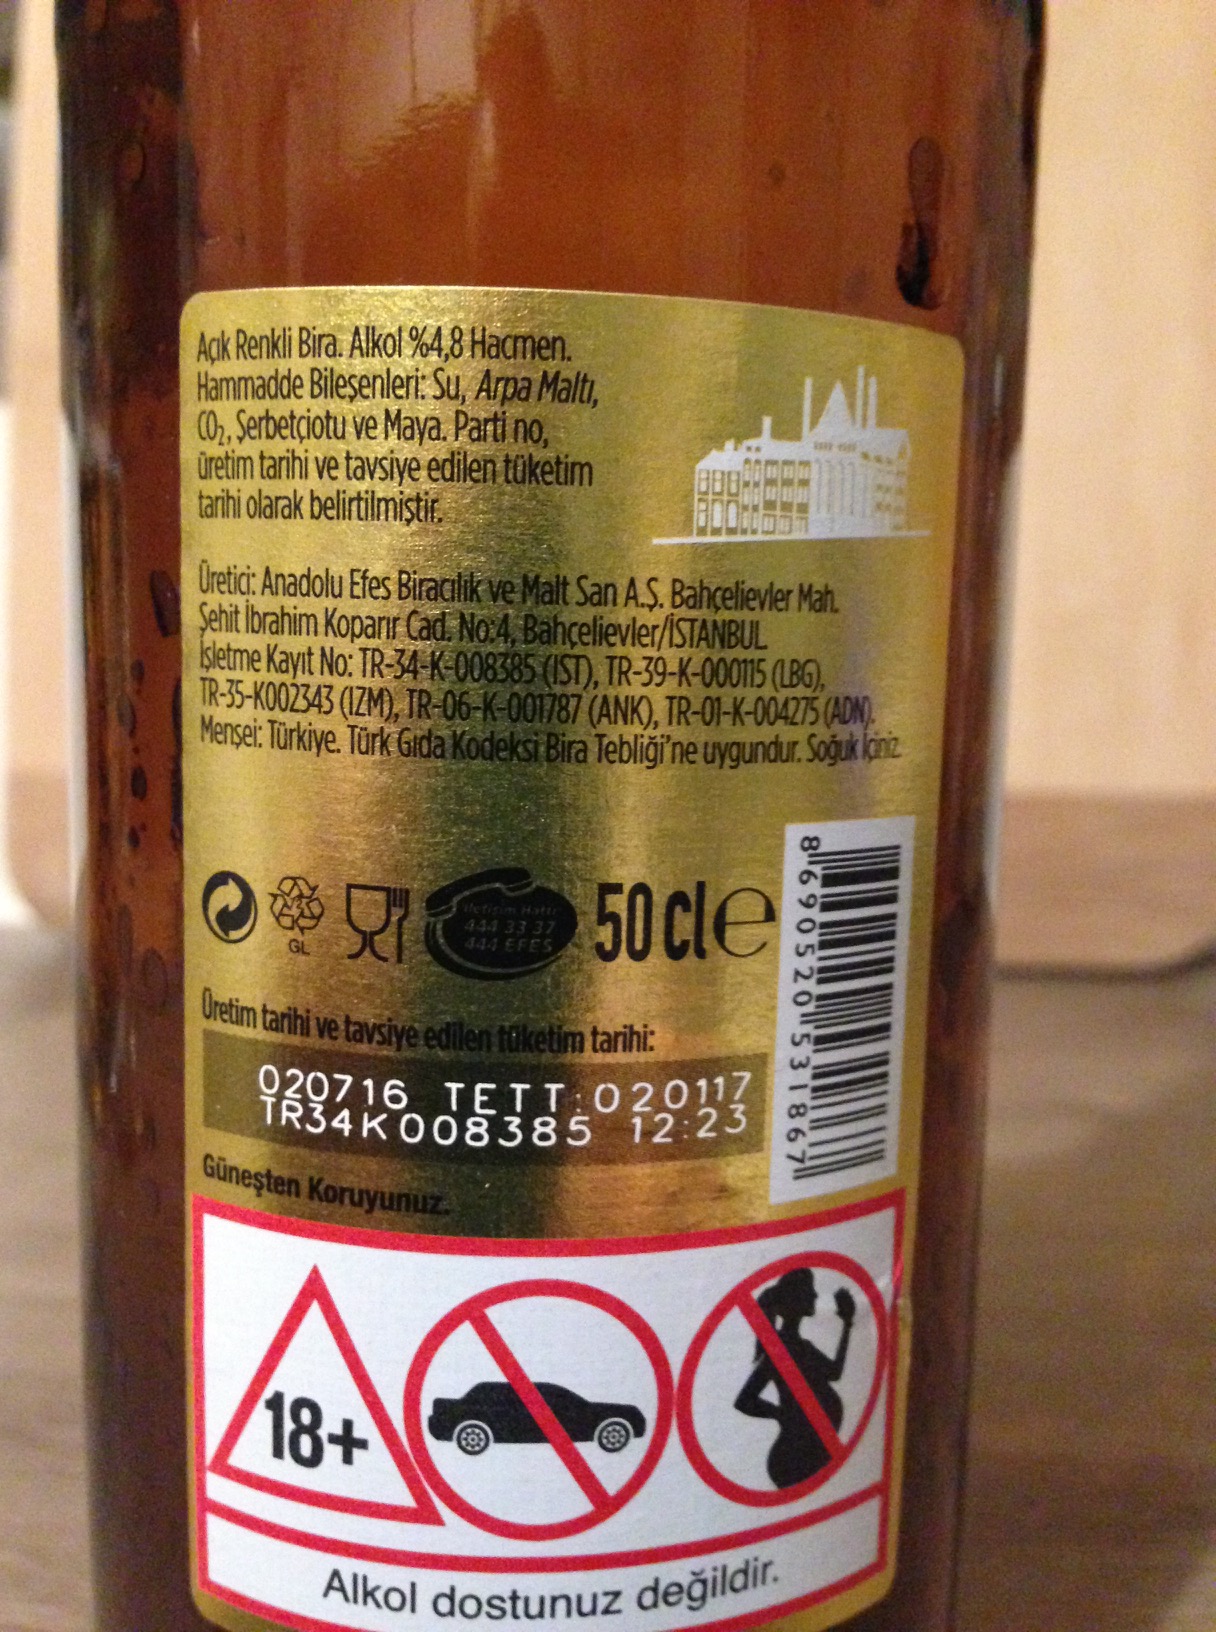 Açık Renkli Bira. Alkol %4,8 Hacmen.
Hammadde Bileşenleri: Su, Arpa Maltı,
CO₂, Şerbetçiotu ve Maya. Parti no,
üretim tarihi ve tavsiye edilen tüketim
tarihi olarak belirtilmiştir.
Üretici: Anadolu Efes Biracılık ve Malt San A.Ş. Bahçelievler Mah.
Şehit İbrahim Koparır Cad. No:4, Bahçelievler/İSTANBUL
İşletme Kayıt No: TR-34-K-008385 (IST), TR-39-K-000115 (LBG),
TR-35-K002343 (IZM), TR-06-K-001787 (ANK), TR-01-K-004275 (ADN).
Menşei: Türkiye. Türk Gıda Kodeksi Bira Tebliği'ne uygundur. Soğuk İçiniz
GL
İletişim Hattı
444 33 37
444 EFES
50 cl e
8 690520 531867
Üretim tarihi ve tavsiye edilen tüketim tarihi:
020716 TETT:020117
TR34K008385 12:23
Güneşten Koruyunuz.
18+
Alkol dostunuz değildir.